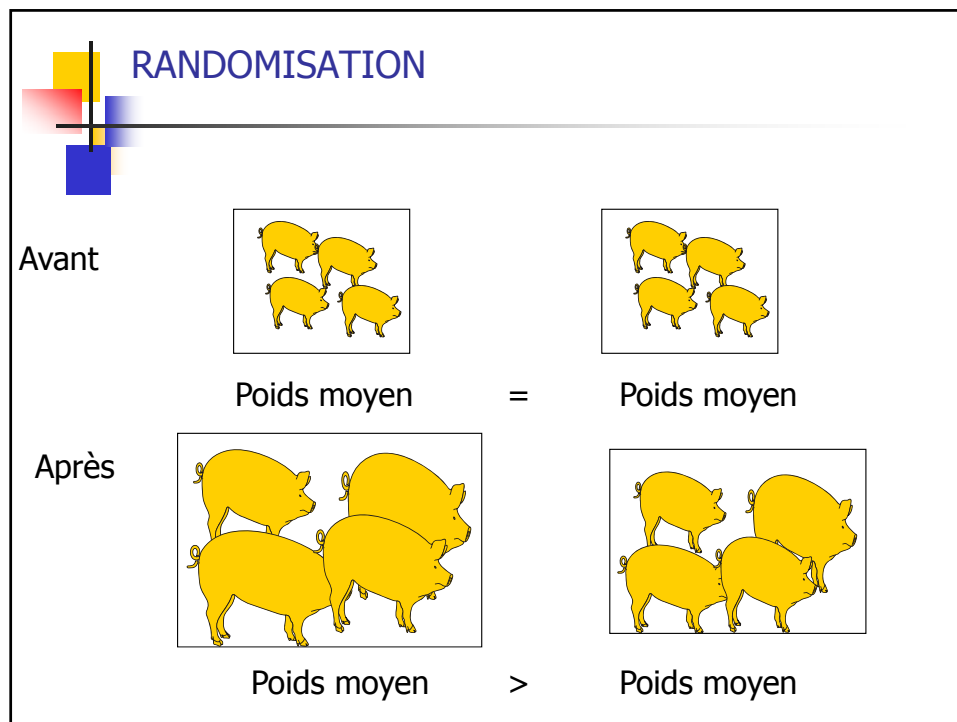 RANDOMISATION
Avant
Poids moyen = Poids moyen
Après
Poids moyen > Poids moyen